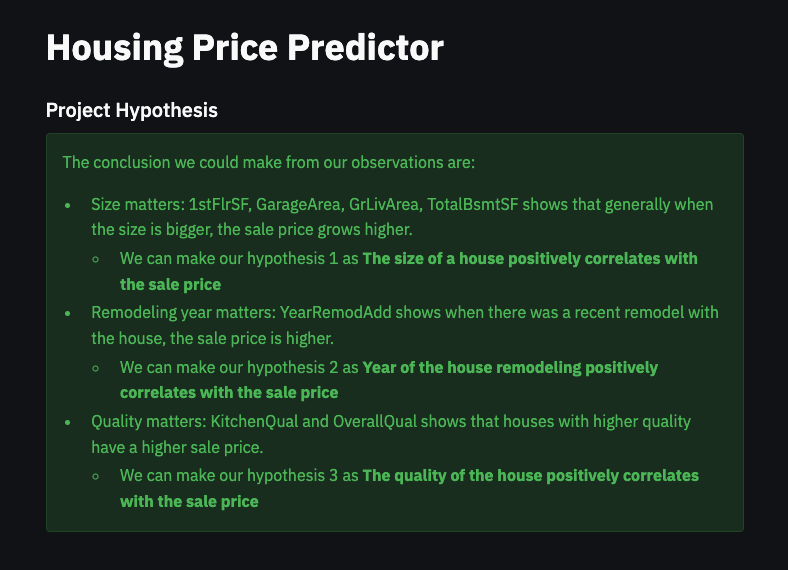 Housing Price Predictor
Project Hypothesis
The conclusion we could make from our observations are:
• Size matters: 1stFlrSF, GarageArea, GrLivArea, TotalBsmtSF shows that generally when
the size is bigger, the sale price grows higher.
◦ We can make our hypothesis 1 as The size of a house positively correlates with
the sale price
• Remodeling year matters: YearRemodAdd shows when there was a recent remodel with
the house, the sale price is higher.
◦ We can make our hypothesis 2 as Year of the house remodeling positively
correlates with the sale price
• Quality matters: KitchenQual and OverallQual shows that houses with higher quality
have a higher sale price.
◦ We can make our hypothesis 3 as The quality of the house positively correlates
with the sale price